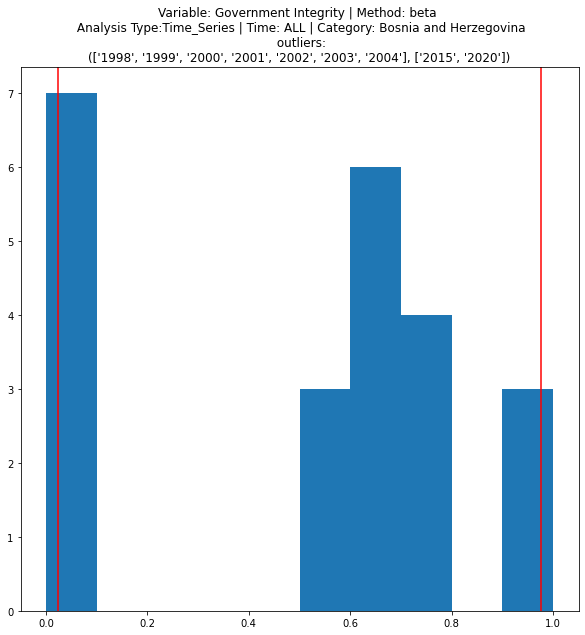 Variable: Government Integrity | Method: beta
Analysis Type:Time_Series | Time: ALL | Category: Bosnia and Herzegovina
outliers:
(['1998', '1999', '2000', '2001', '2002', '2003', '2004'], ['2015', '2020'])
7
6
5
4
3
2
1
0
0.0 0.2 0.4 0.6 0.8 1.0